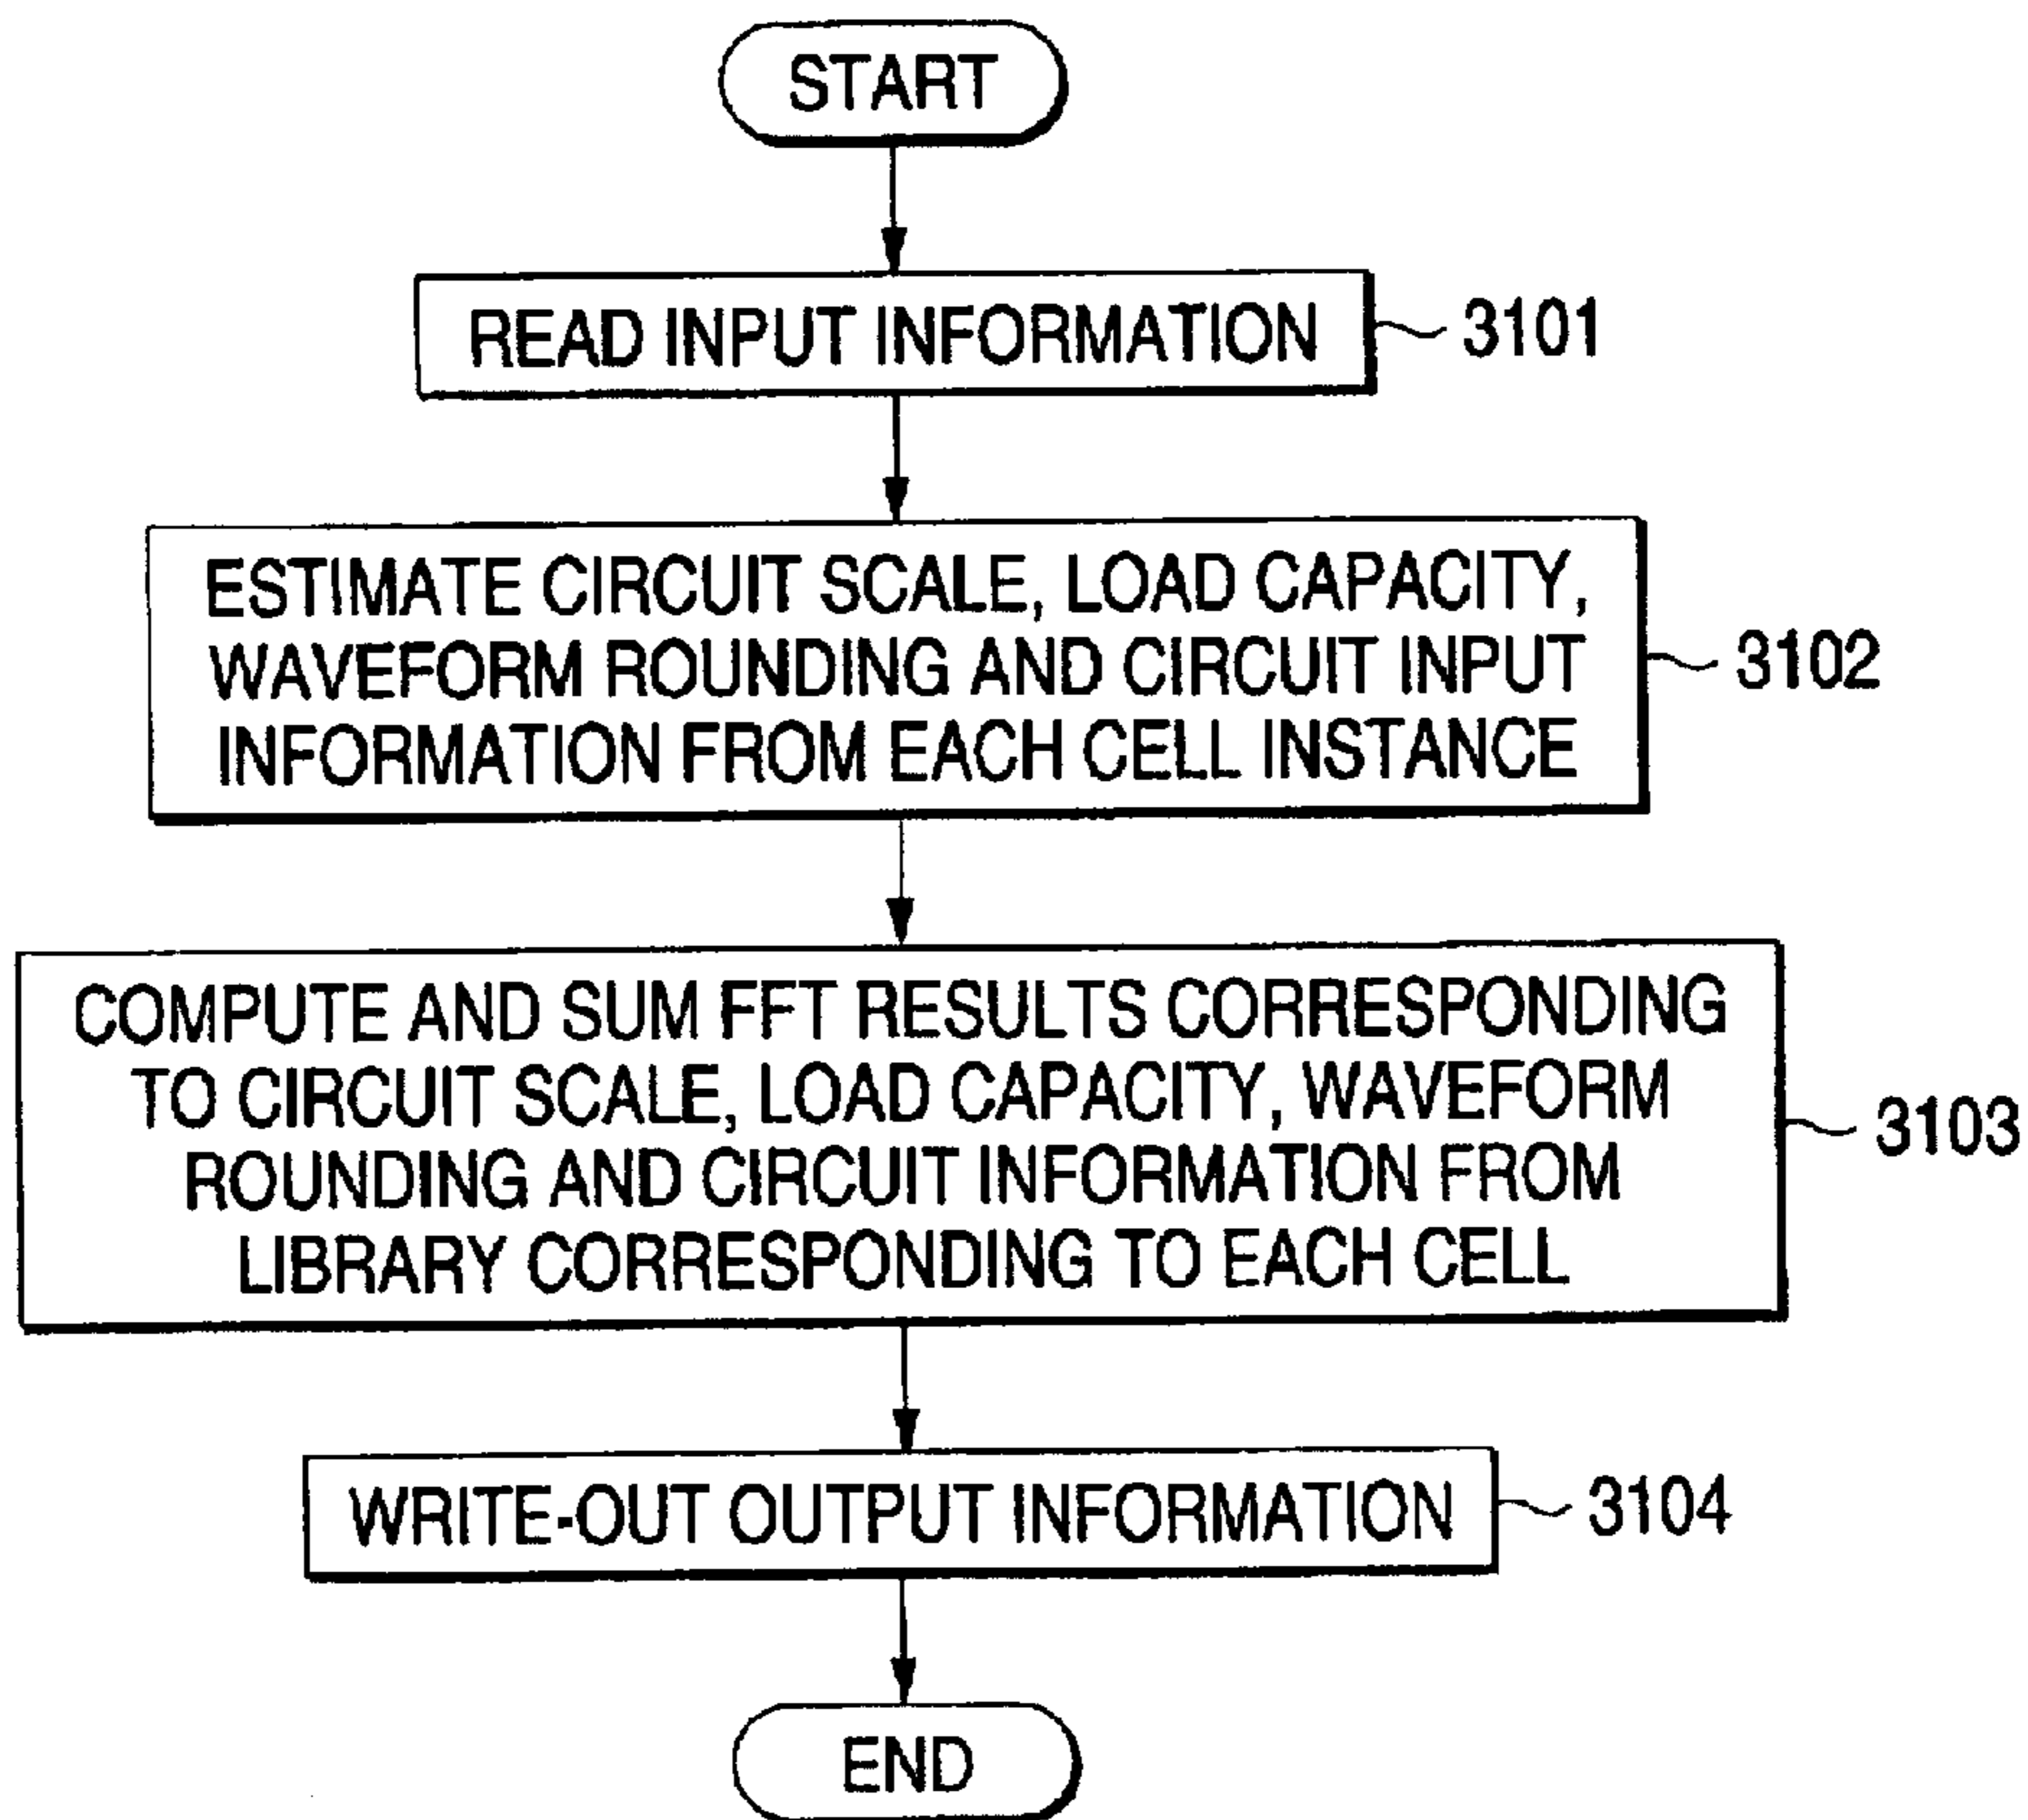 START
READ INPUT INFORMATION
3101
ESTIMATE CIRCUIT SCALE, LOAD CAPACITY,
WAVEFORM ROUNDING AND CIRCUIT INPUT
INFORMATION FROM EACH CELL INSTANCE
3102
COMPUTE AND SUM FFT RESULTS CORRESPONDING
TO CIRCUIT SCALE, LOAD CAPACITY, WAVEFORM
ROUNDING AND CIRCUIT INFORMATION FROM
LIBRARY CORRESPONDING TO EACH CELL
3103
WRITE-OUT OUTPUT INFORMATION
3104
END